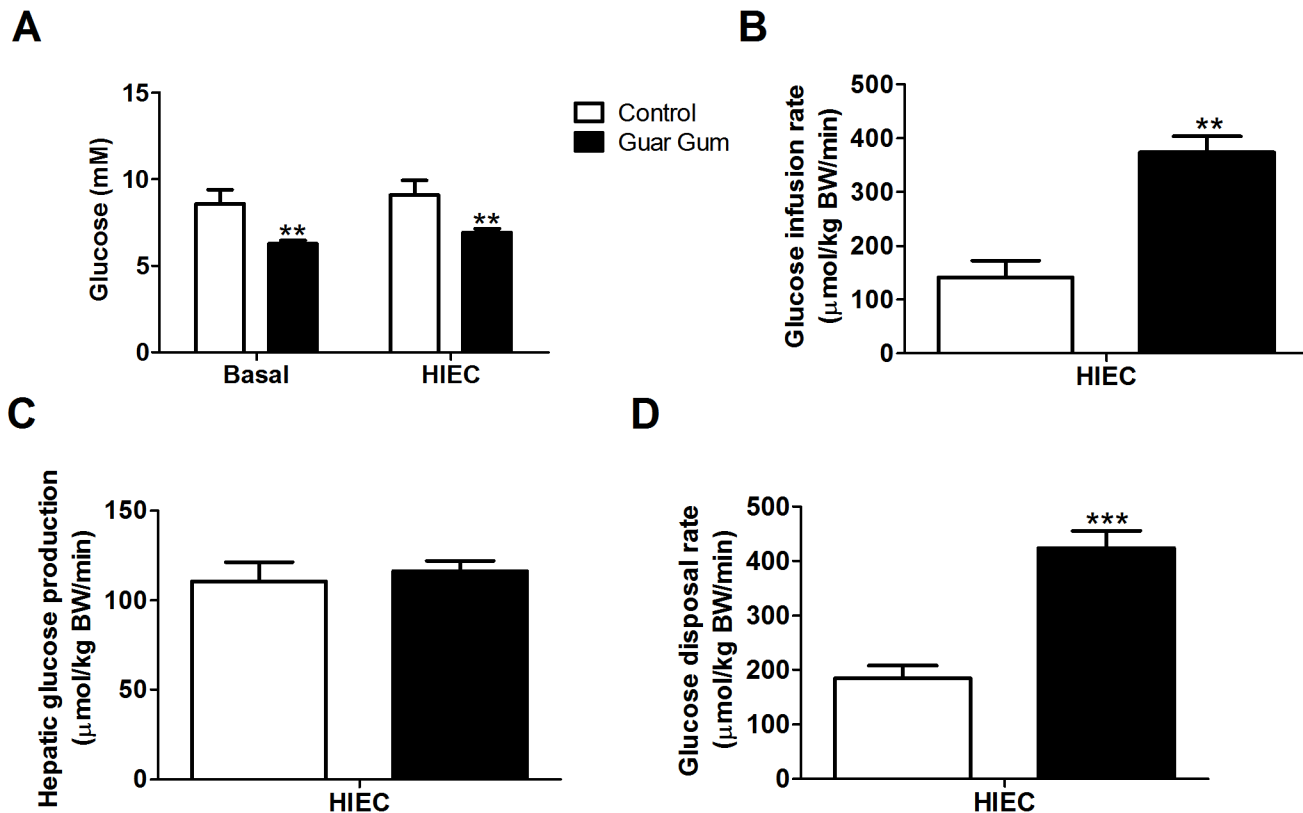 A
Glucose (mM)
15
10
5
0
**
**
Basal
HIEC
Control
Guar Gum
B
Glucose infusion rate
(μmol/kg BW/min)
500
400
300
200
100
0
**
HIEC
C
Hepatic glucose production
(μmol/kg BW/min)
150
100
50
0
HIEC
D
Glucose disposal rate
(μmol/kg BW/min)
500
400
300
200
100
0
***
HIEC